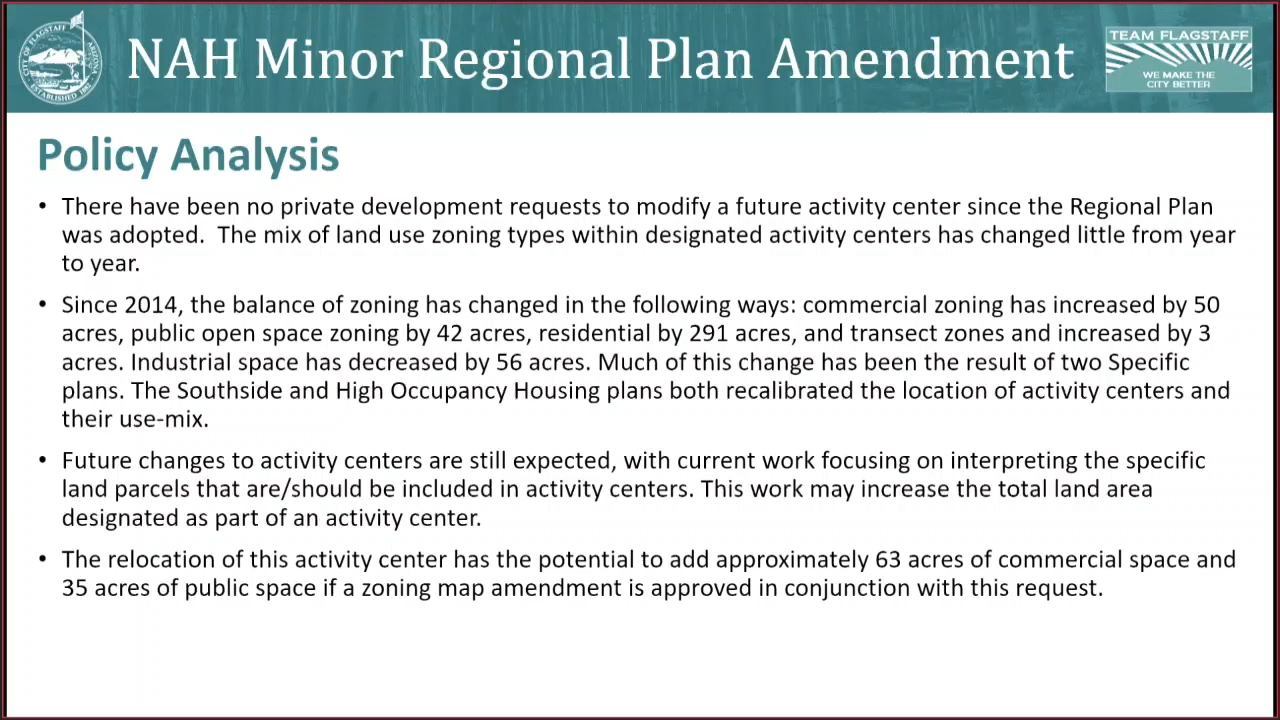 NAH Minor Regional Plan Amendment
TEAM FLAGSTAFF
WE MAKE THE
CITY BETTER
CITY OF FLAGSTAFF
ARIZONA
Policy Analysis
• There have been no private development requests to modify a future activity center since the Regional Plan
was adopted.  The mix of land use zoning types within designated activity centers has changed little from year
to year.
• Since 2014, the balance of zoning has changed in the following ways: commercial zoning has increased by 50
acres, public open space zoning by 42 acres, residential by 291 acres, and transect zones and increased by 3
acres. Industrial space has decreased by 56 acres. Much of this change has been the result of two Specific
plans. The Southside and High Occupancy Housing plans both recalibrated the location of activity centers and
their use-mix.
• Future changes to activity centers are still expected, with current work focusing on interpreting the specific
land parcels that are/should be included in activity centers. This work may increase the total land area
designated as part of an activity center.
• The relocation of this activity center has the potential to add approximately 63 acres of commercial space and
35 acres of public space if a zoning map amendment is approved in conjunction with this request.